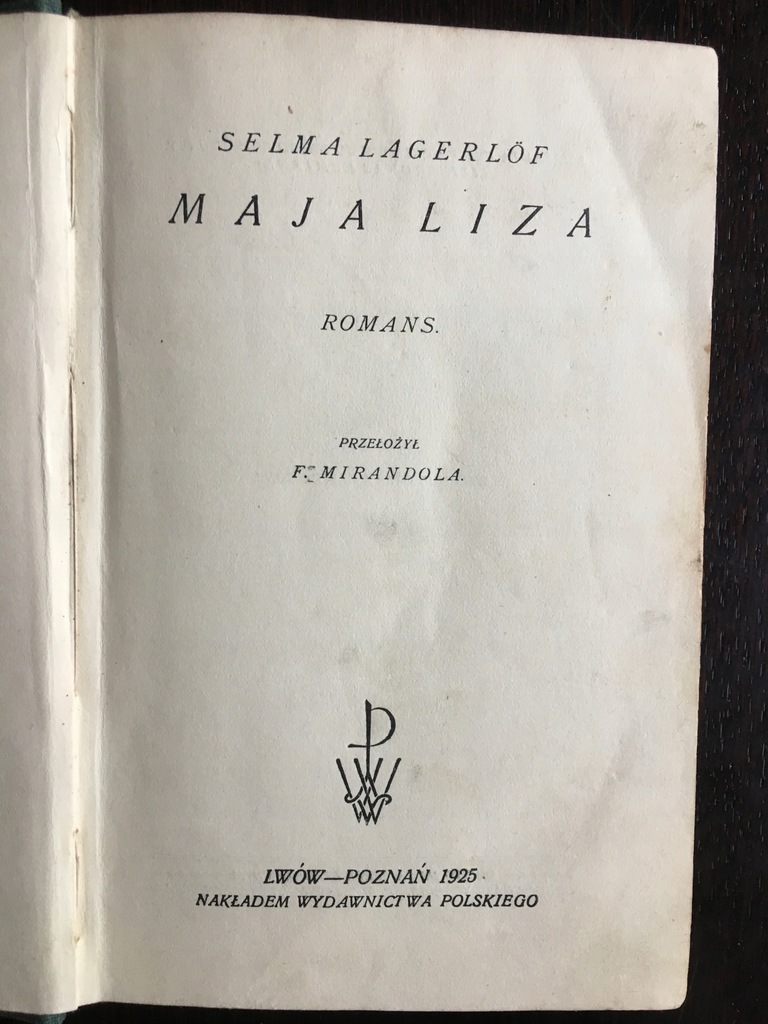 SELMA LAGERLÖF
MAJA LIZA
ROMANS.
PRZEŁOŻYŁ
F. MIRANDOLA.
LWÓW—POZNAŃ 1925
NAKŁADEM WYDAWNICTWA POLSKIEGO